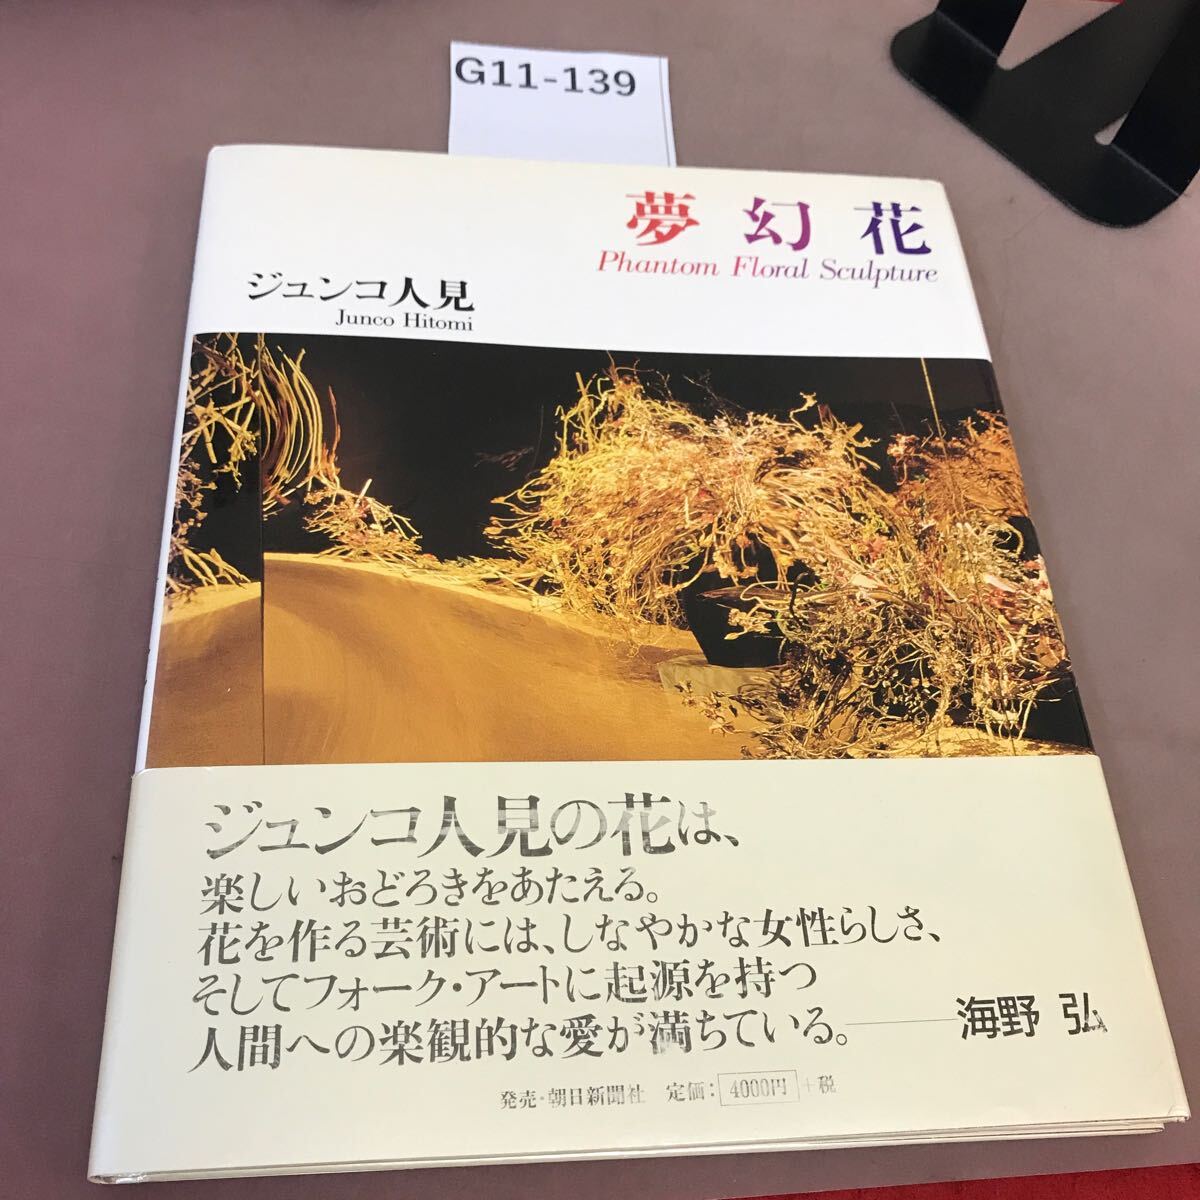 G11-139
夢幻花
Phantom Floral Sculpture
ジュンコ人見
Junco Hitomi
ジュンコ人見の花は、
楽しいおどろきをあたえる。
花を作る芸術には、しなやかな女性らしさ、
そしてフォーク・アートに起源を持つ
人間への楽観的な愛が満ちている。――海野 弘
発売・朝日新聞社 定価：4000円+税